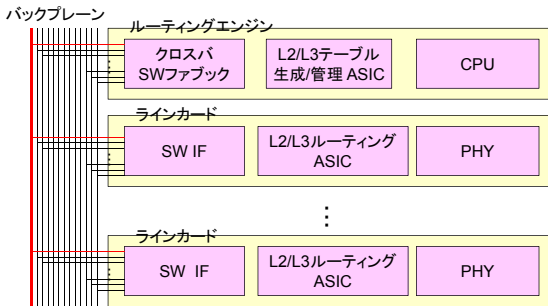 バックプレーン
ルーティングエンジン
クロスバ
SWファブック
L2/L3テーブル
生成/管理 ASIC
CPU
ラインカード
SW IF
L2/L3ルーティング
ASIC
PHY
⋮
ラインカード
SW IF
L2/L3ルーティング
ASIC
PHY